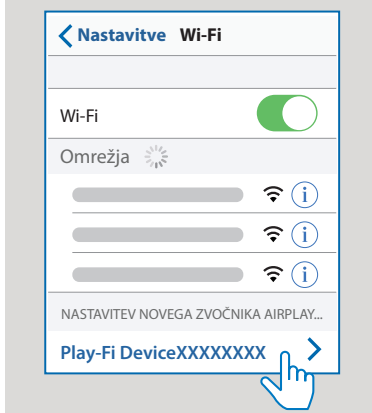 Nastavitve Wi-Fi
Wi-Fi
Omrežja
NASTAVITEV NOVEGA ZVOČNIKA AIRPLAY...
Play-Fi DeviceXXXXXXXX